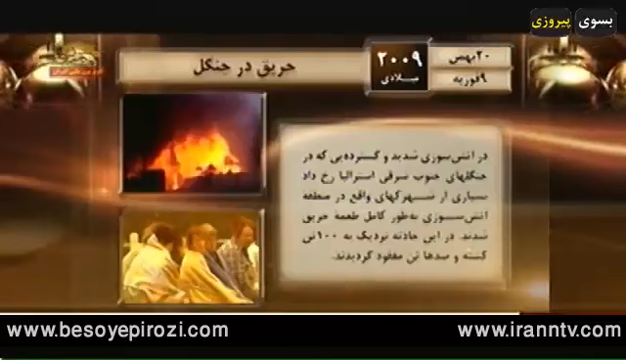 بسوی پیروزی
۲۰بهمن
۹فوریه
۲۰۰۹
میلادی
حریق در جنگل
در آتش‌سوزی شدید و گسترده‌یی که در
جنگلهای جنوب شرقی استرالیا رخ داد
بسیاری از شهرکهای واقع در منطقهٔ
آتش‌سوزی به‌طور کامل طعمهٔ حریق
شدند. در این حادثه نزدیک به ۱۰۰تن
کشته و صدها تن مفقود گردیدند.
www.besoyepirozi.com
www.iranntv.com